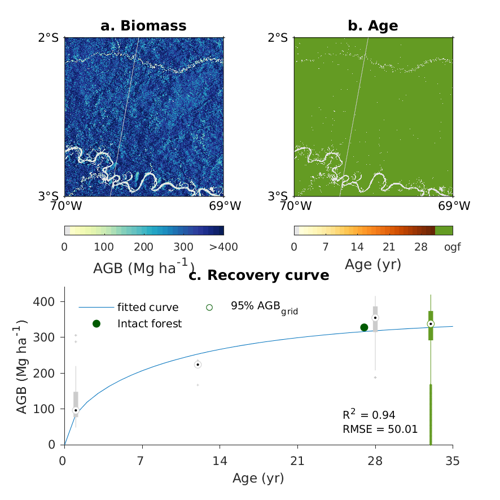 a. Biomass
b. Age
2°S
2°S
3°S
3°S
70°W
69°W
70°W
69°W
0 100 200 300 >400
0 7 14 21 28 ogf
AGB (Mg ha⁻¹)
Age (yr)
c. Recovery curve
fitted curve
95% AGB_grid
Intact forest
400
300
200
100
0
AGB (Mg ha⁻¹)
R² = 0.94
RMSE = 50.01
0 7 14 21 28 35
Age (yr)